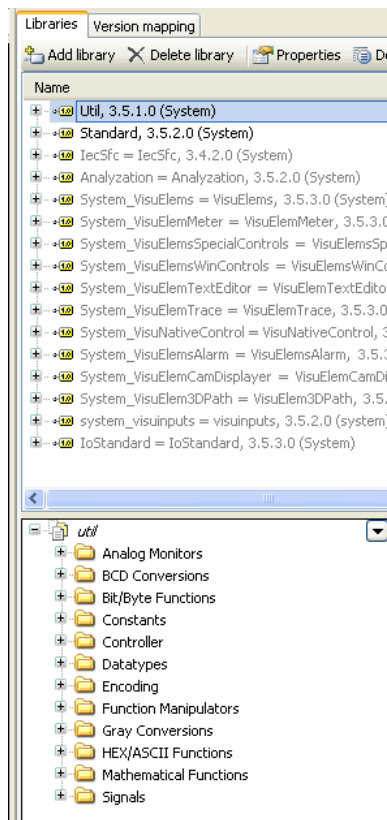 Libraries Version mapping
Add library Delete library Properties
Name
Util, 3.5.1.0 (System)
Standard, 3.5.2.0 (System)
IecSfc = IecSfc, 3.4.2.0 (System)
Analyzation = Analyzation, 3.5.2.0 (System)
System_VisuElems = VisuElems, 3.5.3.0 (System)
System_VisuElemMeter = VisuElemMeter, 3.5.3.0
System_VisuElemsSpecialControls = VisuElemsSp
System_VisuElemsWinControls = VisuElemsWinCo
System_VisuElemTextEditor = VisuElemTextEdito
System_VisuElemTrace = VisuElemTrace, 3.5.3.0
System_VisuNativeControl = VisuNativeControl, 3
System_VisuElemsAlarm = VisuElemsAlarm, 3.5.3
System_VisuElemCamDisplayer = VisuElemCamDi
System_VisuElem3DPath = VisuElem3DPath, 3.5.
system_visuinputs = visuinputs, 3.5.2.0 (system)
IoStandard = IoStandard, 3.5.3.0 (System)
util
Analog Monitors
BCD Conversions
Bit/Byte Functions
Constants
Controller
Datatypes
Encoding
Function Manipulators
Gray Conversions
HEX/ASCII Functions
Mathematical Functions
Signals